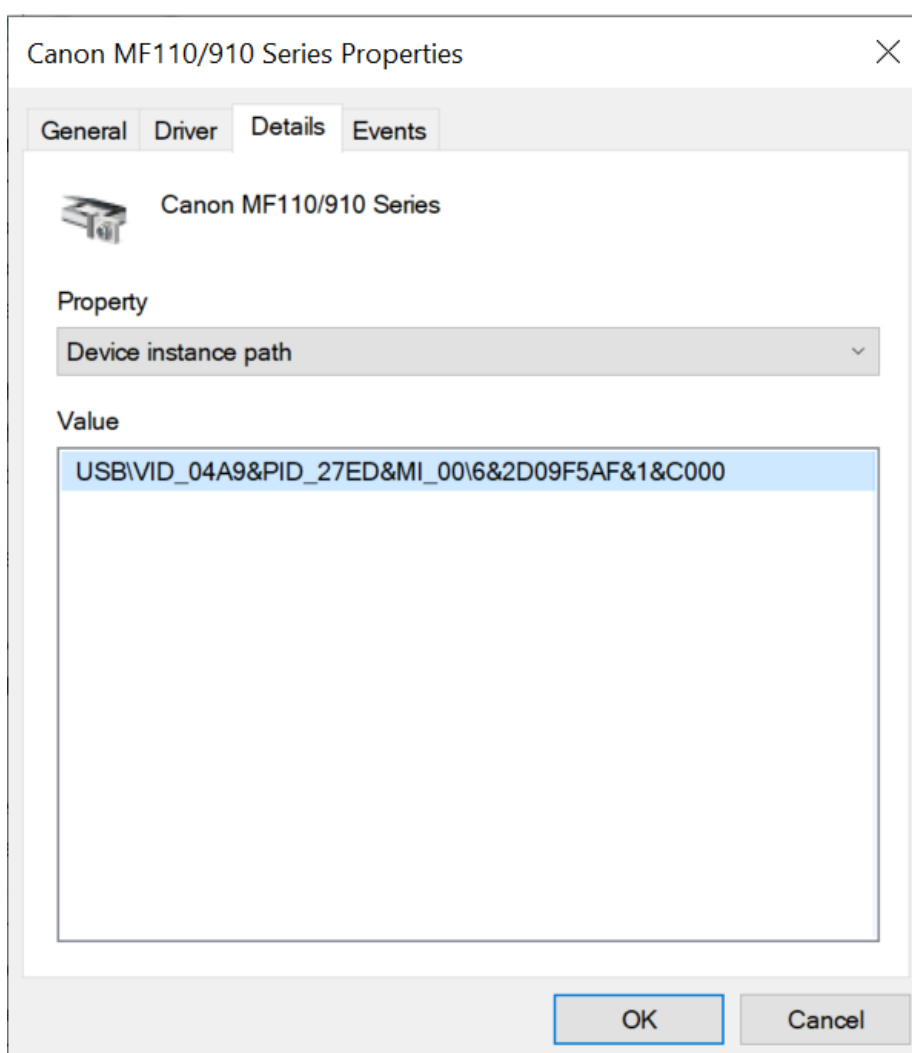 Canon MF110/910 Series Properties
General Driver Details Events
Canon MF110/910 Series
Property
Device instance path
Value
USB\VID_04A9&PID_27ED&MI_00\6&2D09F5AF&1&C000
OK Cancel